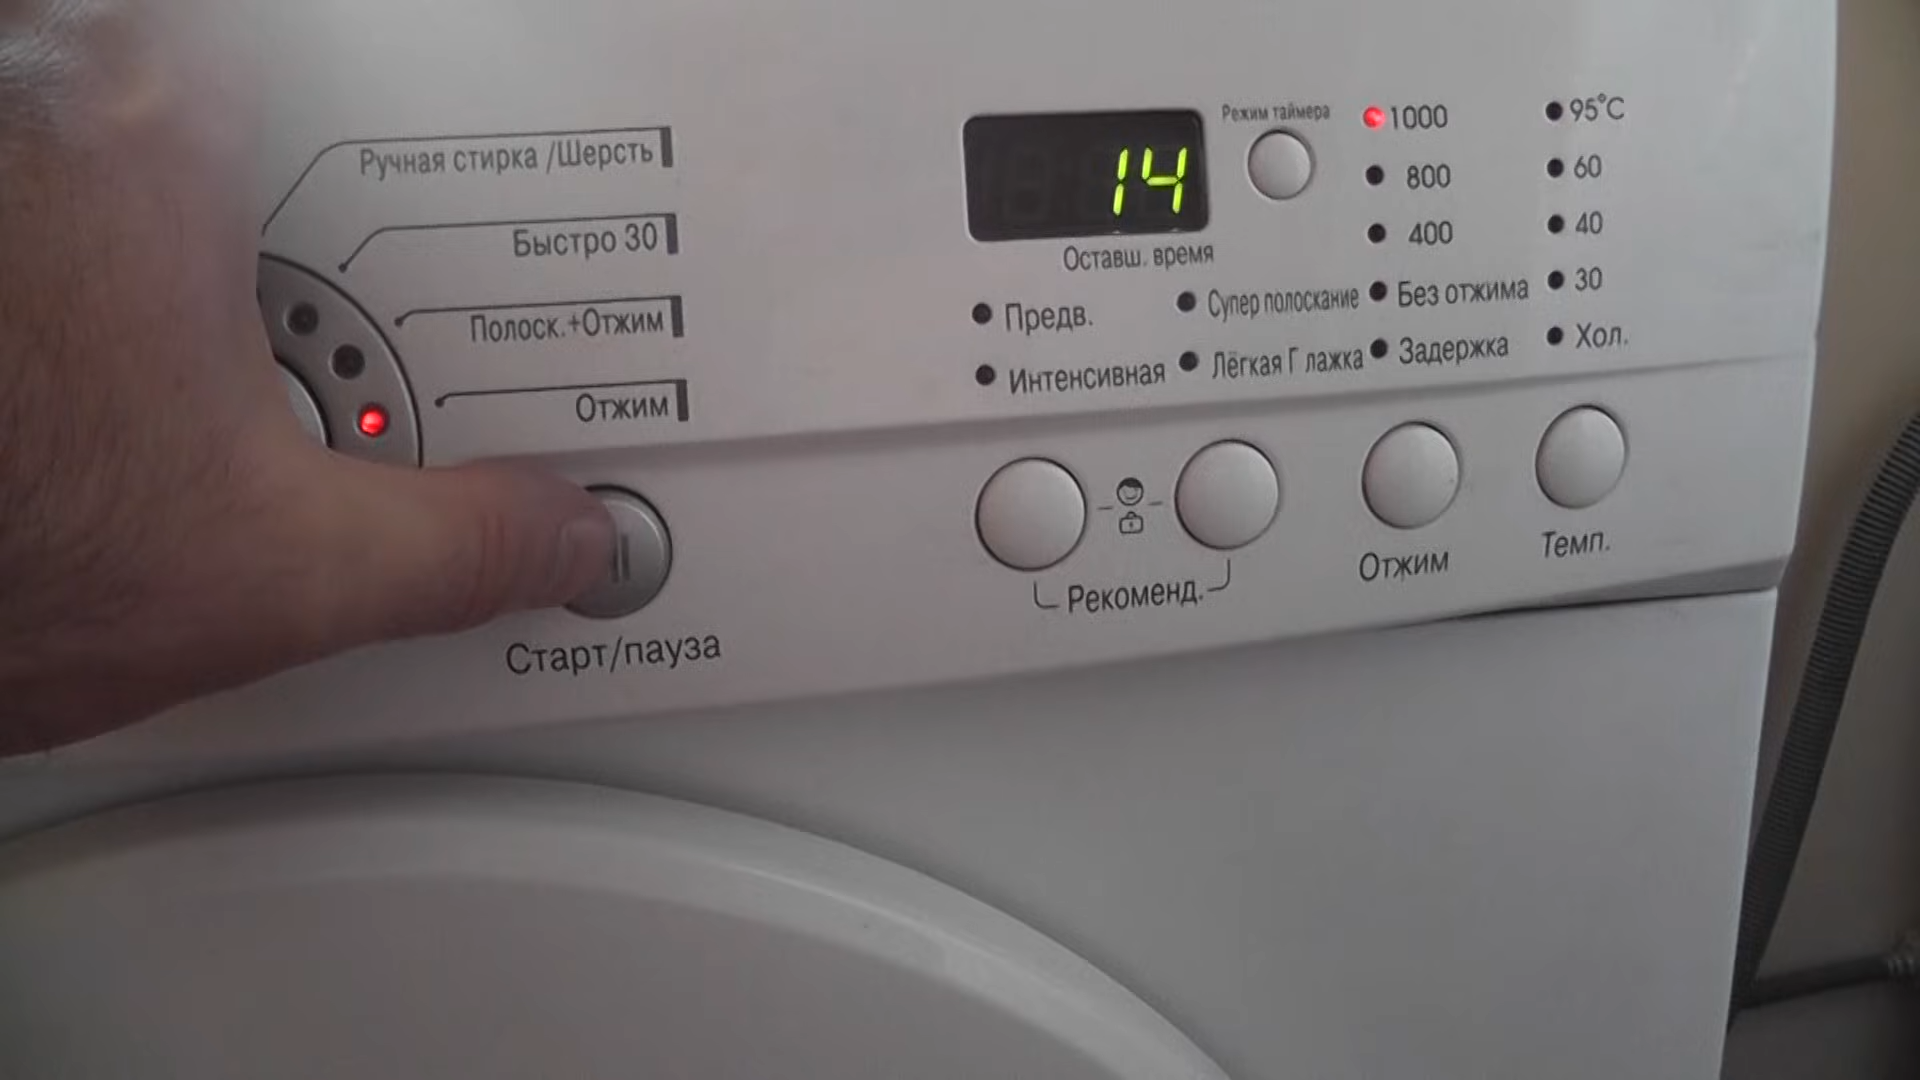 Ручная стирка /Шерсть
Быстро 30
Полоск.+Отжим
Отжим
Старт/пауза
14
Оставш. время
Режим таймера
1000
800
400
Без отжима
Задержка
95°C
60
40
30
Хол.
Предв.
Интенсивная
Супер полоскание
Лёгкая Глажка
Рекоменд.
Отжим
Темп.